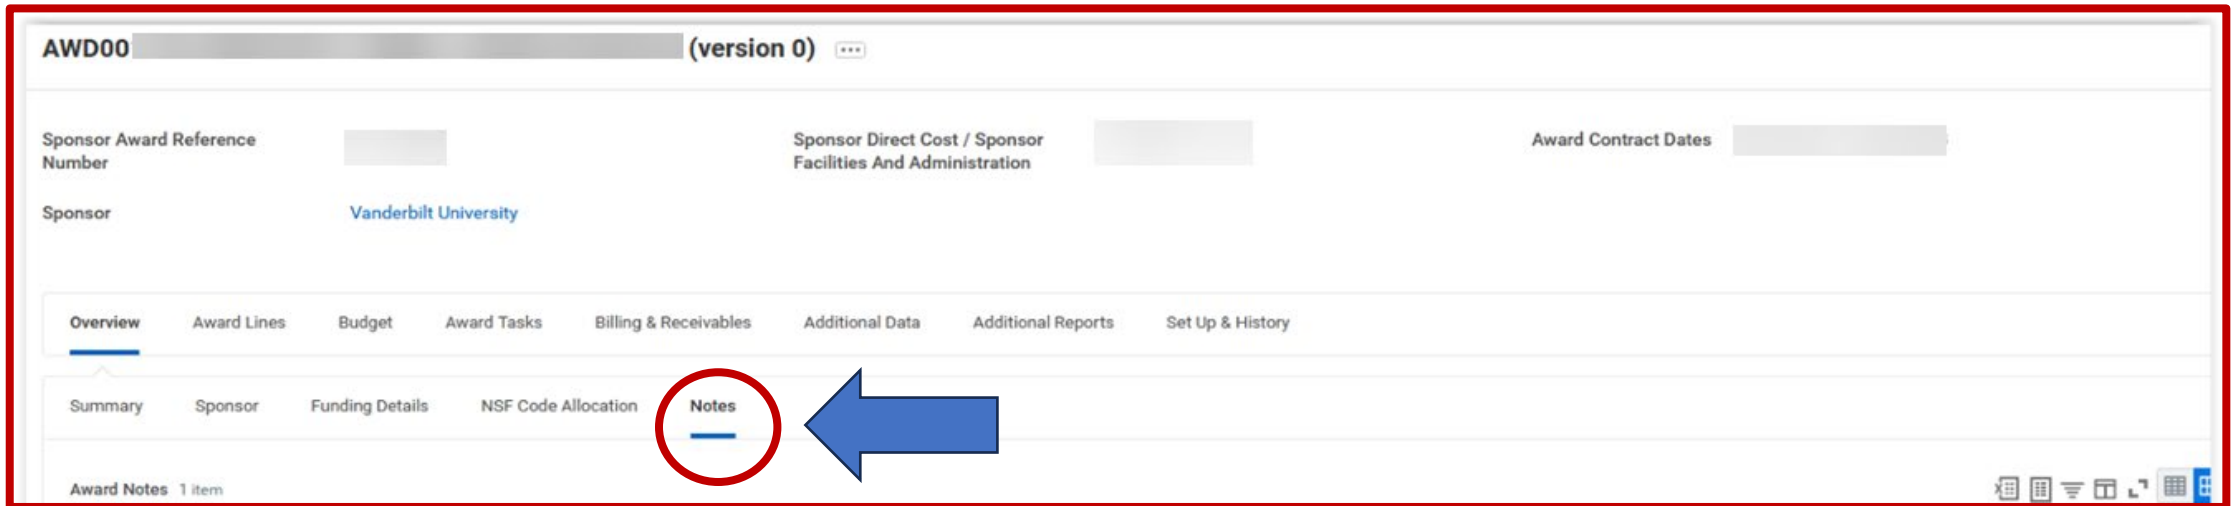 AWD00 (version 0)
Sponsor Award Reference Number
Sponsor Direct Cost / Sponsor Facilities And Administration
Award Contract Dates
Sponsor Vanderbilt University
Overview Award Lines Budget Award Tasks Billing & Receivables Additional Data Additional Reports Set Up & History
Summary Sponsor Funding Details NSF Code Allocation Notes
Award Notes 1 item